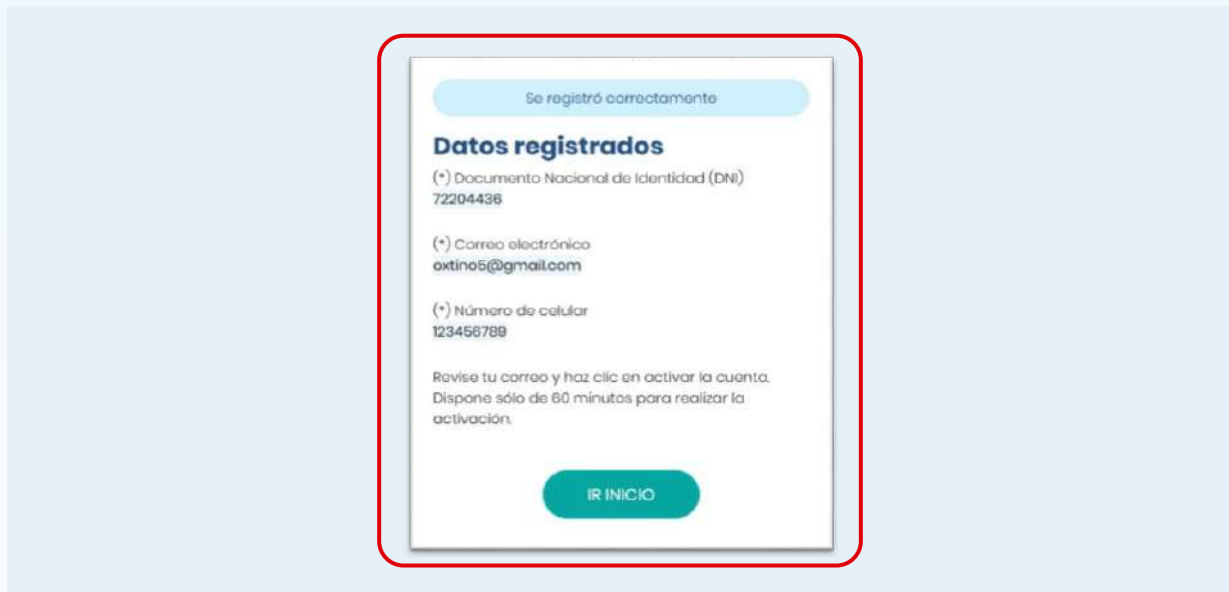 Se registró correctamente
Datos registrados
(*) Documento Nacional de Identidad (DNI)
72204436
(*) Correo electrónico
oxtino5@gmail.com
(*) Número de celular
123456789
Revise tu correo y haz clic en activar la cuenta.
Dispone sólo de 60 minutos para realizar la
activación.
IR INICIO